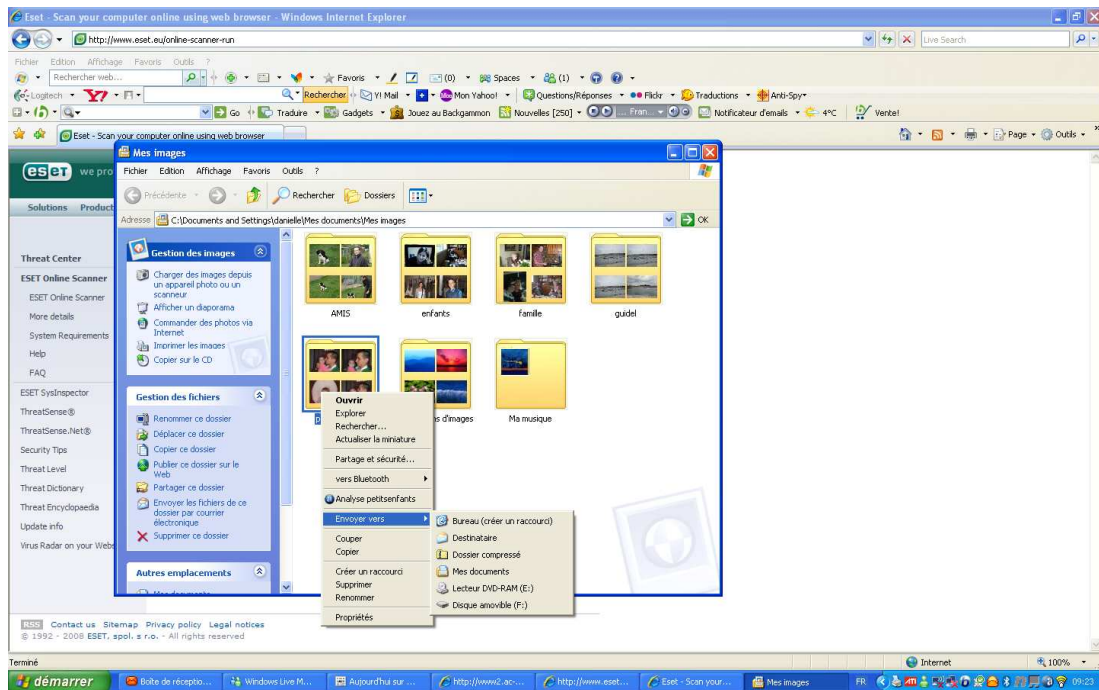 Eset - Scan your computer online using web browser - Windows Internet Explorer
http://www.eset.eu/online-scanner-run
Live Search
Fichier Edition Affichage Favoris Outils ?
Rechercher web...
Favoris
(0)
Spaces
(1)
Logitech
Y!
Rechercher
Y! Mail
Mon Yahoo!
Questions/Réponses
Flickr
Traductions
Anti-Spy
G
Go
Traduire
Gadgets
Jouez au Backgammon
Nouvelles [250]
Fran...
Notificateur d'emails
4°C
Vente!
Eset - Scan your computer online using web browser
Page
Outils
»
eset we pro
Solutions Product
Threat Center
ESET Online Scanner
ESET Online Scanner
More details
System Requirements
Help
FAQ
ESET SysInspector
ThreatSense®
ThreatSense.Net®
Security Tips
Threat Level
Threat Dictionary
Threat Encyclopaedia
Update info
Virus Radar on your Webs
Mes images
Fichier Edition Affichage Favoris Outils ?
Précédente
Rechercher
Dossiers
Adresse C:\Documents and Settings\danielle\Mes documents\Mes images
OK
Gestion des images
Charger des images depuis
un appareil photo ou un
scanneur
Afficher un diaporama
Commander des photos via
Internet
Imprimer les images
Copier sur le CD
Gestion des fichiers
Renommer ce dossier
Déplacer ce dossier
Copier ce dossier
Publier ce dossier sur le
Web
Partager ce dossier
Envoyer les fichiers de ce
dossier par courrier
électronique
Supprimer ce dossier
Autres emplacements
Mes documents
AMIS
enfants
famille
guidel
p
ns d'images
Ma musique
Ouvrir
Explorer
Rechercher...
Actualiser la miniature
Partage et sécurité...
vers Bluetooth
Analyse petitsenfants
Envoyer vers
Couper
Copier
Créer un raccourci
Supprimer
Renommer
Propriétés
Bureau (créer un raccourci)
Destinataire
Dossier compressé
Mes documents
Lecteur DVD-RAM (E:)
Disque amovible (F:)
RSS Contact us Sitemap Privacy policy Legal notices
© 1992 - 2008 ESET, spol. s r.o. - All rights reserved
Terminé
Internet
100%
démarrer
Boîte de réceptio...
Windows Live M...
Aujourd'hui sur ...
http://www2.ac-...
http://www.eset...
Eset - Scan your...
Mes images
FR
09:23